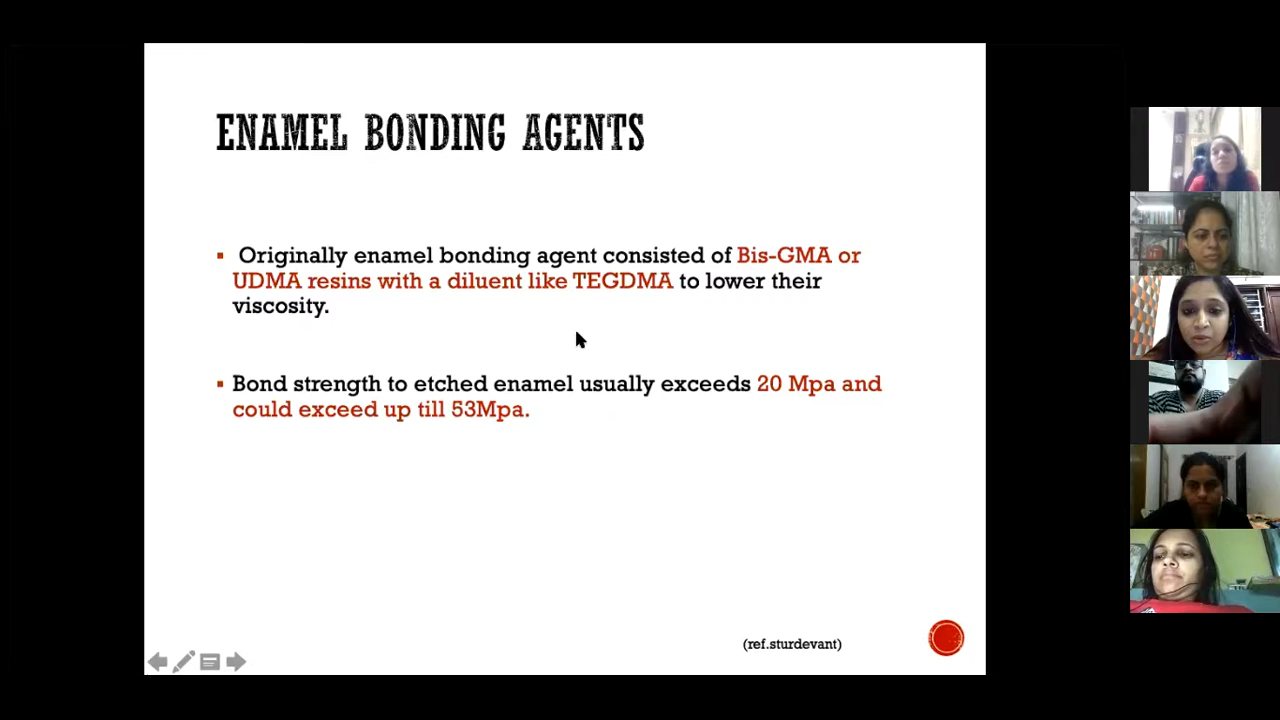 ENAMEL BONDING AGENTS
Originally enamel bonding agent consisted of Bis-GMA or
UDMA resins with a diluent like TEGDMA to lower their
viscosity.
Bond strength to etched enamel usually exceeds 20 Mpa and
could exceed up till 53Mpa.
(ref.sturdevant)